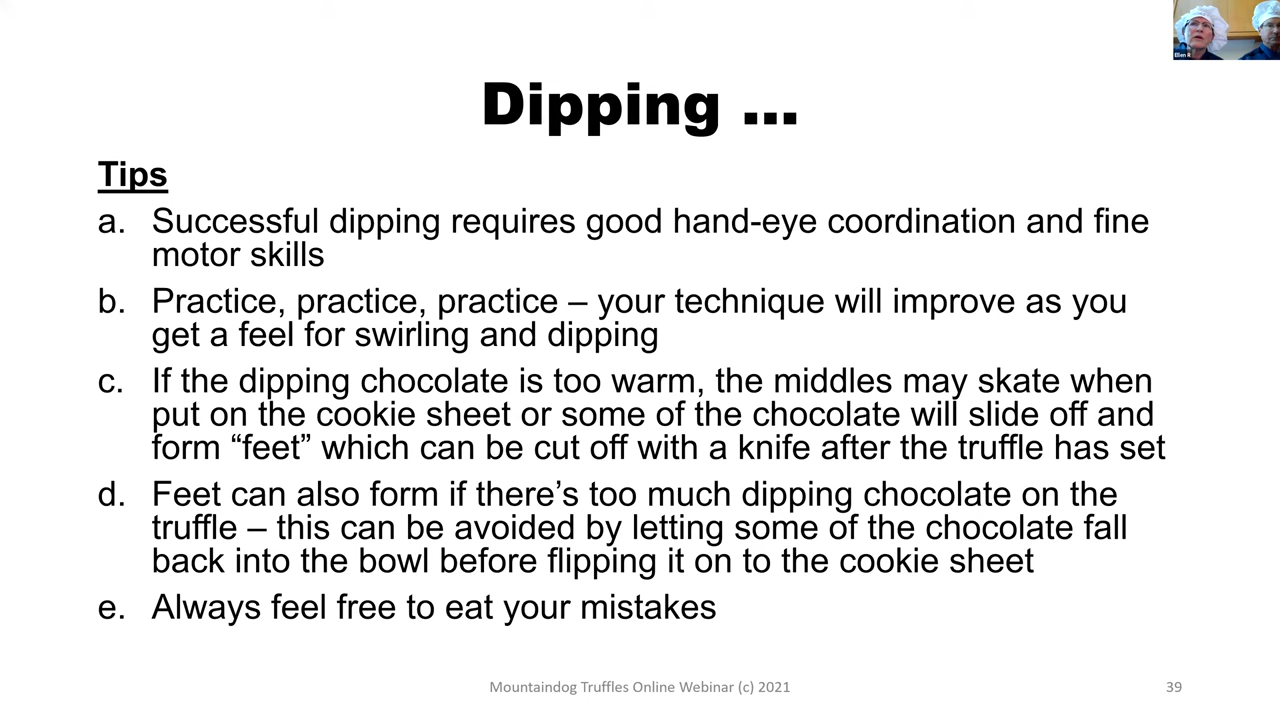 Ellen R
Dipping ...
Tips
a. Successful dipping requires good hand-eye coordination and fine
motor skills
b. Practice, practice, practice – your technique will improve as you
get a feel for swirling and dipping
c. If the dipping chocolate is too warm, the middles may skate when
put on the cookie sheet or some of the chocolate will slide off and
form “feet” which can be cut off with a knife after the truffle has set
d. Feet can also form if there’s too much dipping chocolate on the
truffle – this can be avoided by letting some of the chocolate fall
back into the bowl before flipping it on to the cookie sheet
e. Always feel free to eat your mistakes
Mountaindog Truffles Online Webinar (c) 2021
39